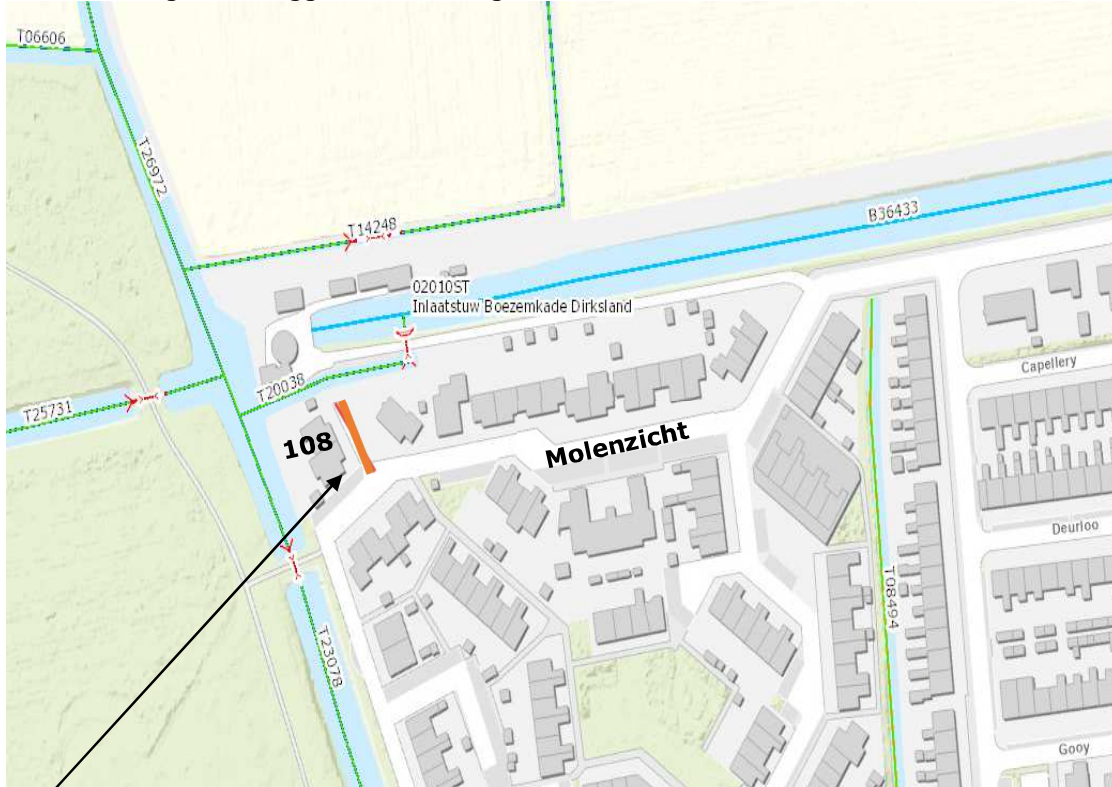 T06606
T26972
T14248
B36433
02010ST
Inlaatstuw Boezemkade Dirksland
T20038
T25731
108
Molenzicht
Capellery
Deurloo
T08494
T23078
Gooy